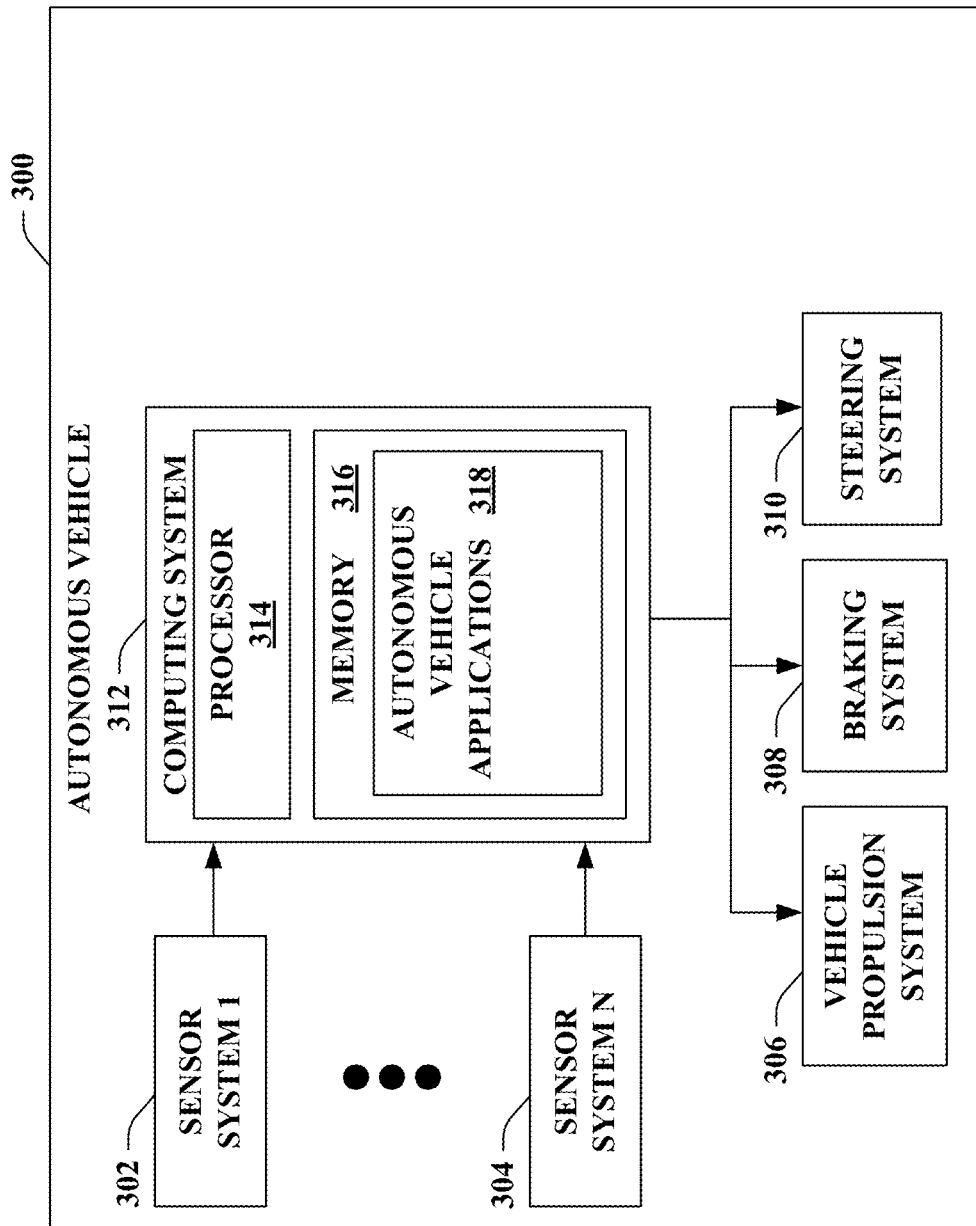 300
AUTONOMOUS VEHICLE
312
COMPUTING SYSTEM
PROCESSOR
314
MEMORY 316
AUTONOMOUS
VEHICLE
APPLICATIONS 318
302
SENSOR
SYSTEM 1
304
SENSOR
SYSTEM N
306
VEHICLE
PROPULSION
SYSTEM
308
BRAKING
SYSTEM
310
STEERING
SYSTEM